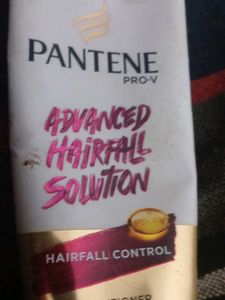 PANTENE
PRO-V
ADVANCED
HAIRFALL
SOLUTION
HAIRFALL CONTROL